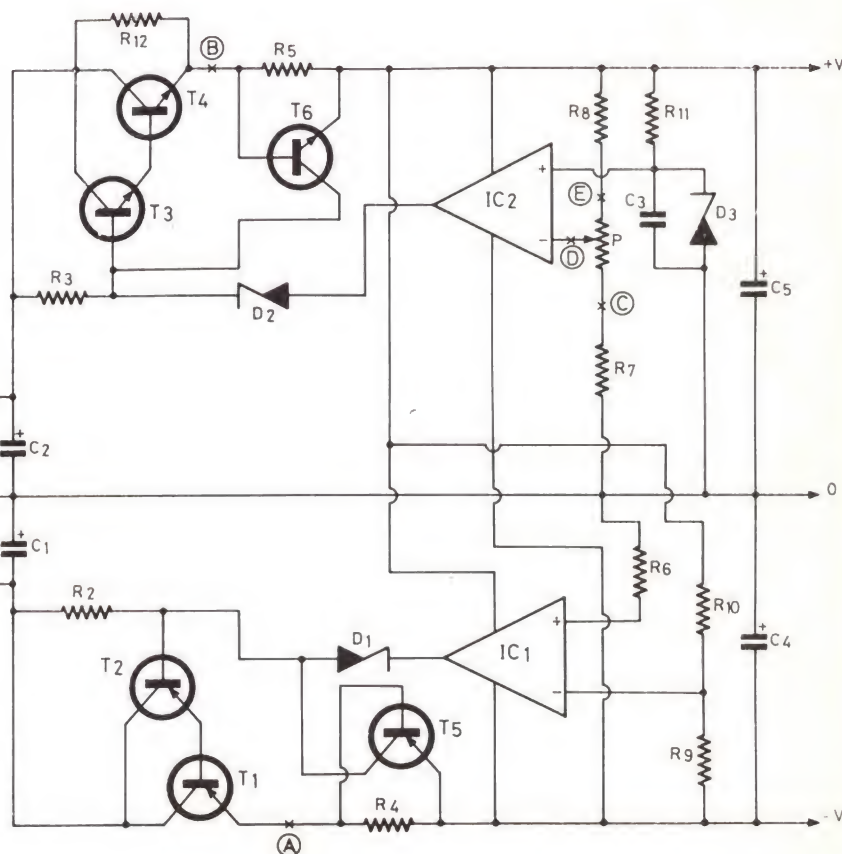 R12
B
R5
T4
T6
+V
R8
R11
IC2
+
E
C3
D3
T3
−
D
P
+
C5
R3
D2
C
R7
+
C2
0
+
C1
R6
R2
D1
+
R10
+
C4
T2
IC1
−
T5
R9
T1
R4
A
-V